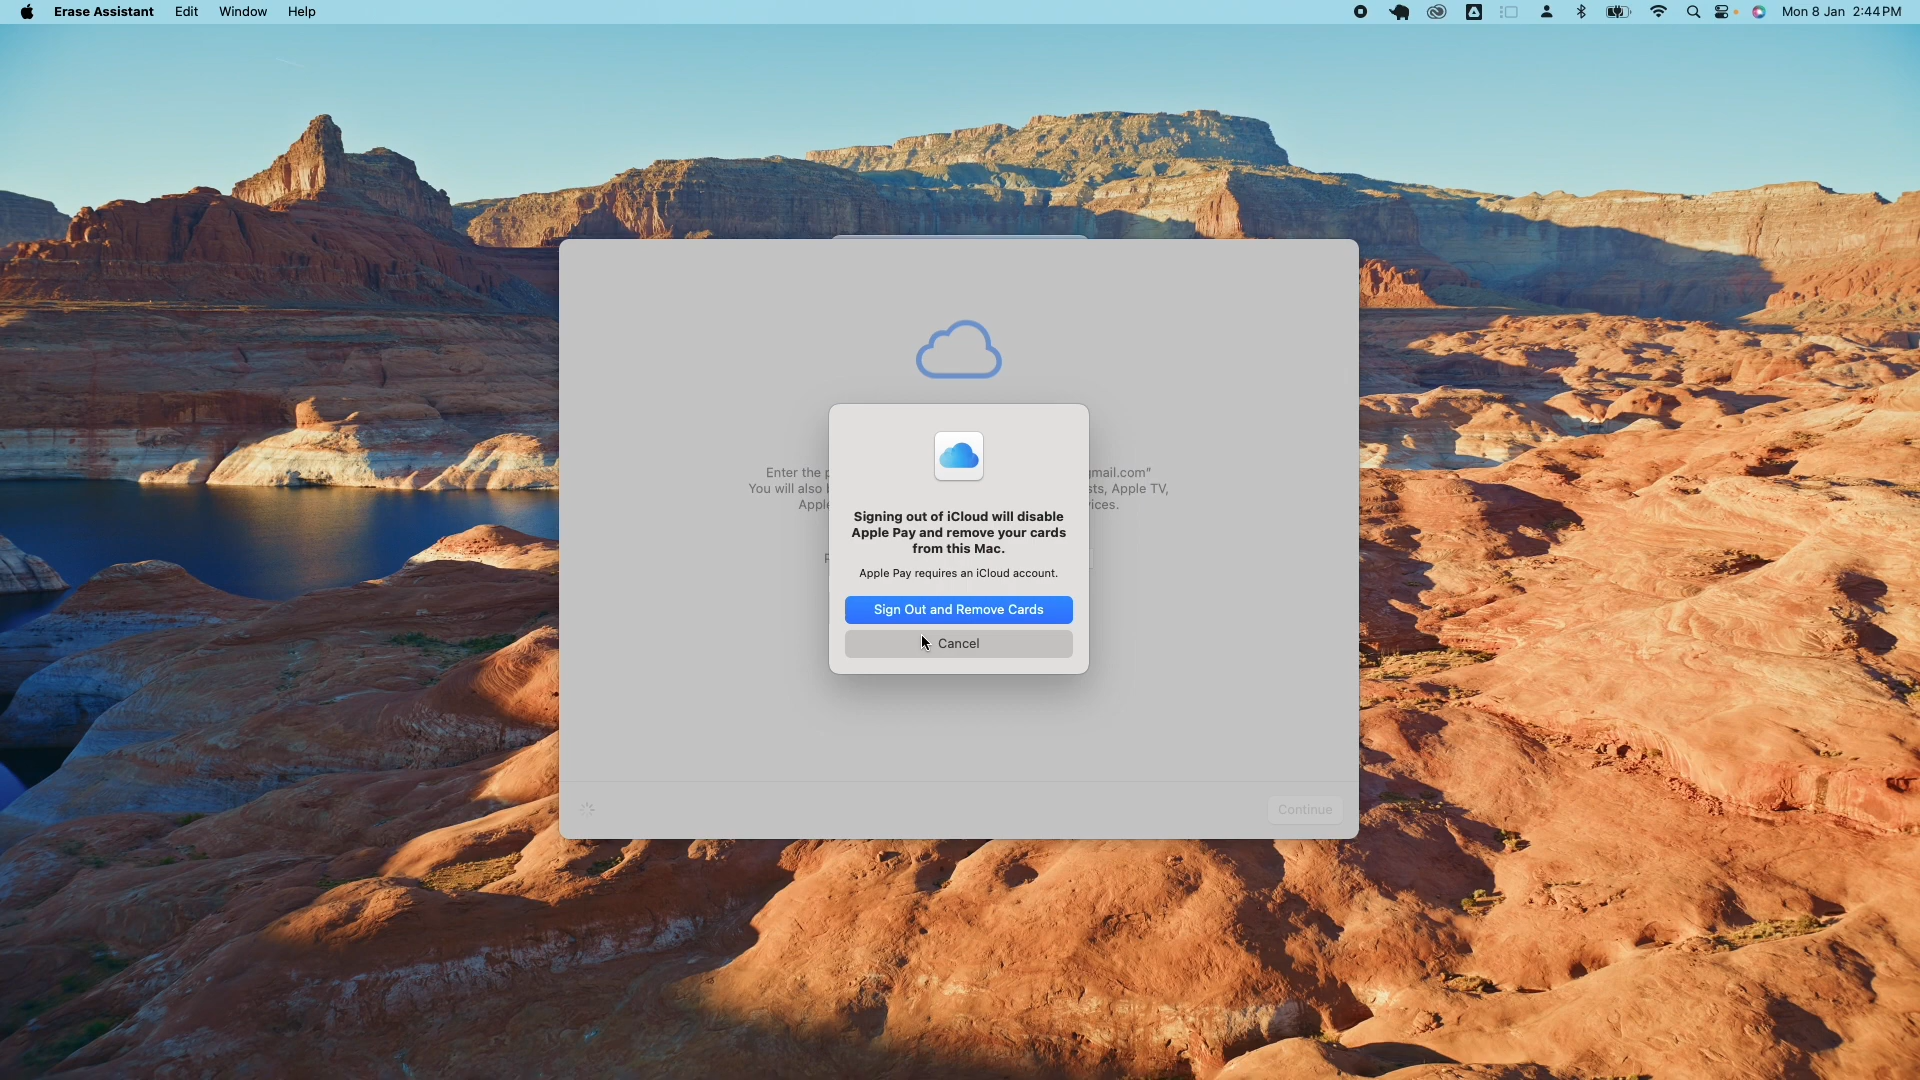 Erase Assistant Edit Window Help Mon 8 Jan 2:44 PM
Enter the mail.com"
You will also sts, Apple TV,
Apple ices.
Signing out of iCloud will disable
Apple Pay and remove your cards
from this Mac.
Apple Pay requires an iCloud account.
Sign Out and Remove Cards
Cancel
Continue